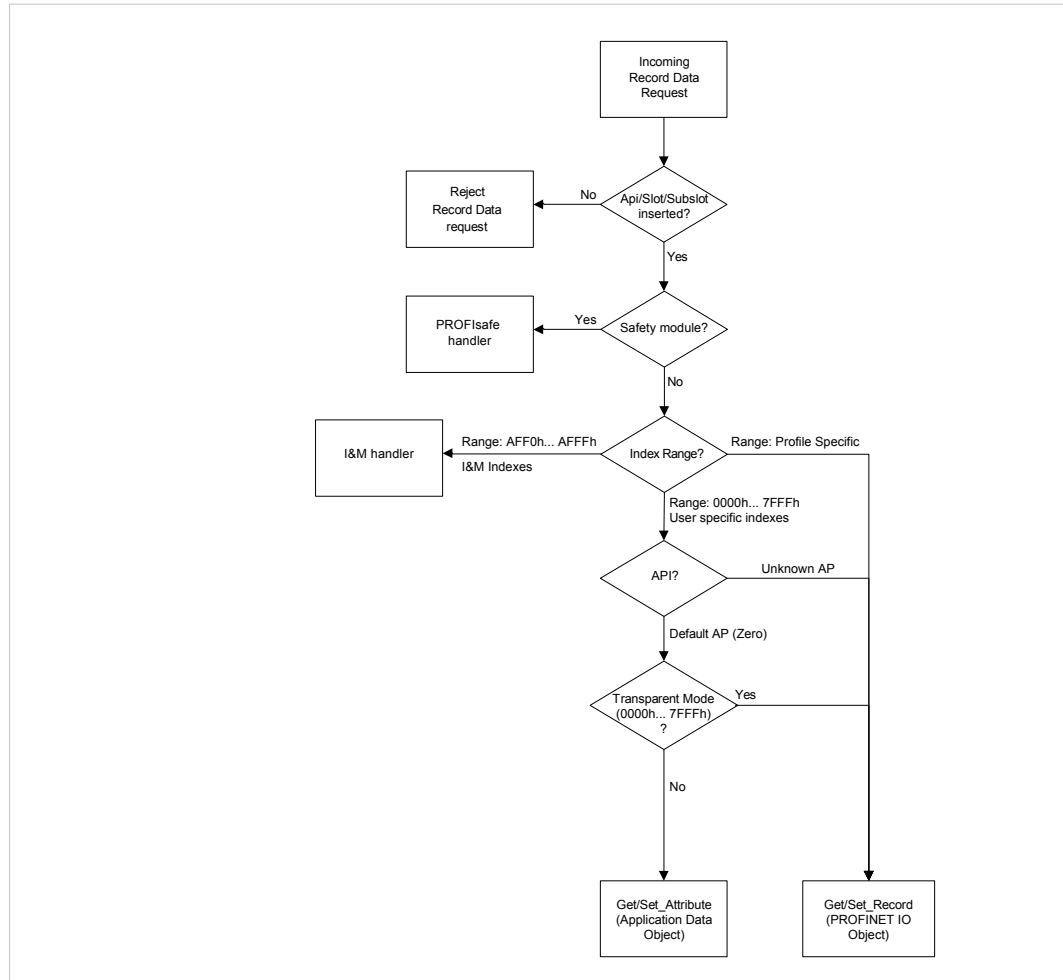 Incoming
Record Data
Request
Api/Slot/Subslot
inserted?
No
Reject
Record Data
request
Yes
Safety module?
Yes
PROFIsafe
handler
No
Index Range?
Range: AFF0h... AFFFh
I&M Indexes
I&M handler
Range: Profile Specific
Range: 0000h... 7FFFh
User specific indexes
API?
Unknown AP
Default AP (Zero)
Transparent Mode
(0000h... 7FFFh)
?
Yes
No
Get/Set_Attribute
(Application Data
Object)
Get/Set_Record
(PROFINET IO
Object)